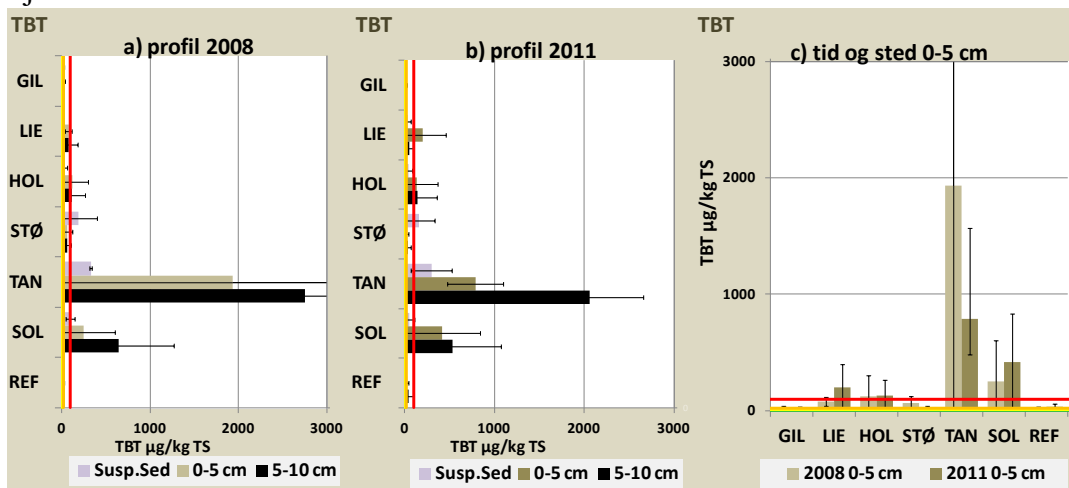 TBT
a) profil 2008
GIL
LIE
HOL
STØ
TAN
SOL
REF
0 1000 2000 3000
TBT µg/kg TS
Susp.Sed 0-5 cm 5-10 cm
TBT
b) profil 2011
GIL
LIE
HOL
STØ
TAN
SOL
REF
0 1000 2000 3000
TBT µg/kg TS
Susp.Sed 0-5 cm 5-10 cm
TBT
c) tid og sted 0-5 cm
TBT µg/kg TS
3000
2000
1000
0
GIL LIE HOL STØ TAN SOL REF
2008 0-5 cm 2011 0-5 cm